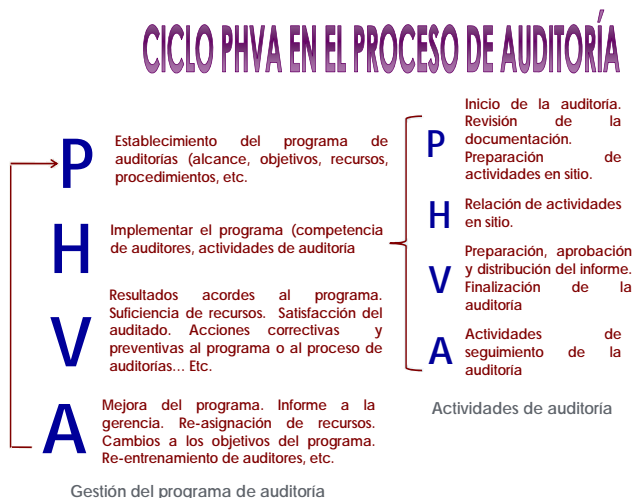 CICLO PHVA EN EL PROCESO DE AUDITORÍA
P
Establecimiento del programa de
auditorías (alcance, objetivos, recursos,
procedimientos, etc.
H
Implementar el programa (competencia
de auditores, actividades de auditoría
V
Resultados acordes al programa.
Suficiencia de recursos. Satisfacción del
auditado. Acciones correctivas y
preventivas al programa o al proceso de
auditorías... Etc.
A
Mejora del programa. Informe a la
gerencia. Re-asignación de recursos.
Cambios a los objetivos del programa.
Re-entrenamiento de auditores, etc.
Gestión del programa de auditoría
P
Inicio de la auditoría.
Revisión de la
documentación.
Preparación de
actividades en sitio.
H
Relación de actividades
en sitio.
V
Preparación, aprobación
y distribución del informe.
Finalización de la
auditoría
A
Actividades de
seguimiento de la
auditoría
Actividades de auditoría